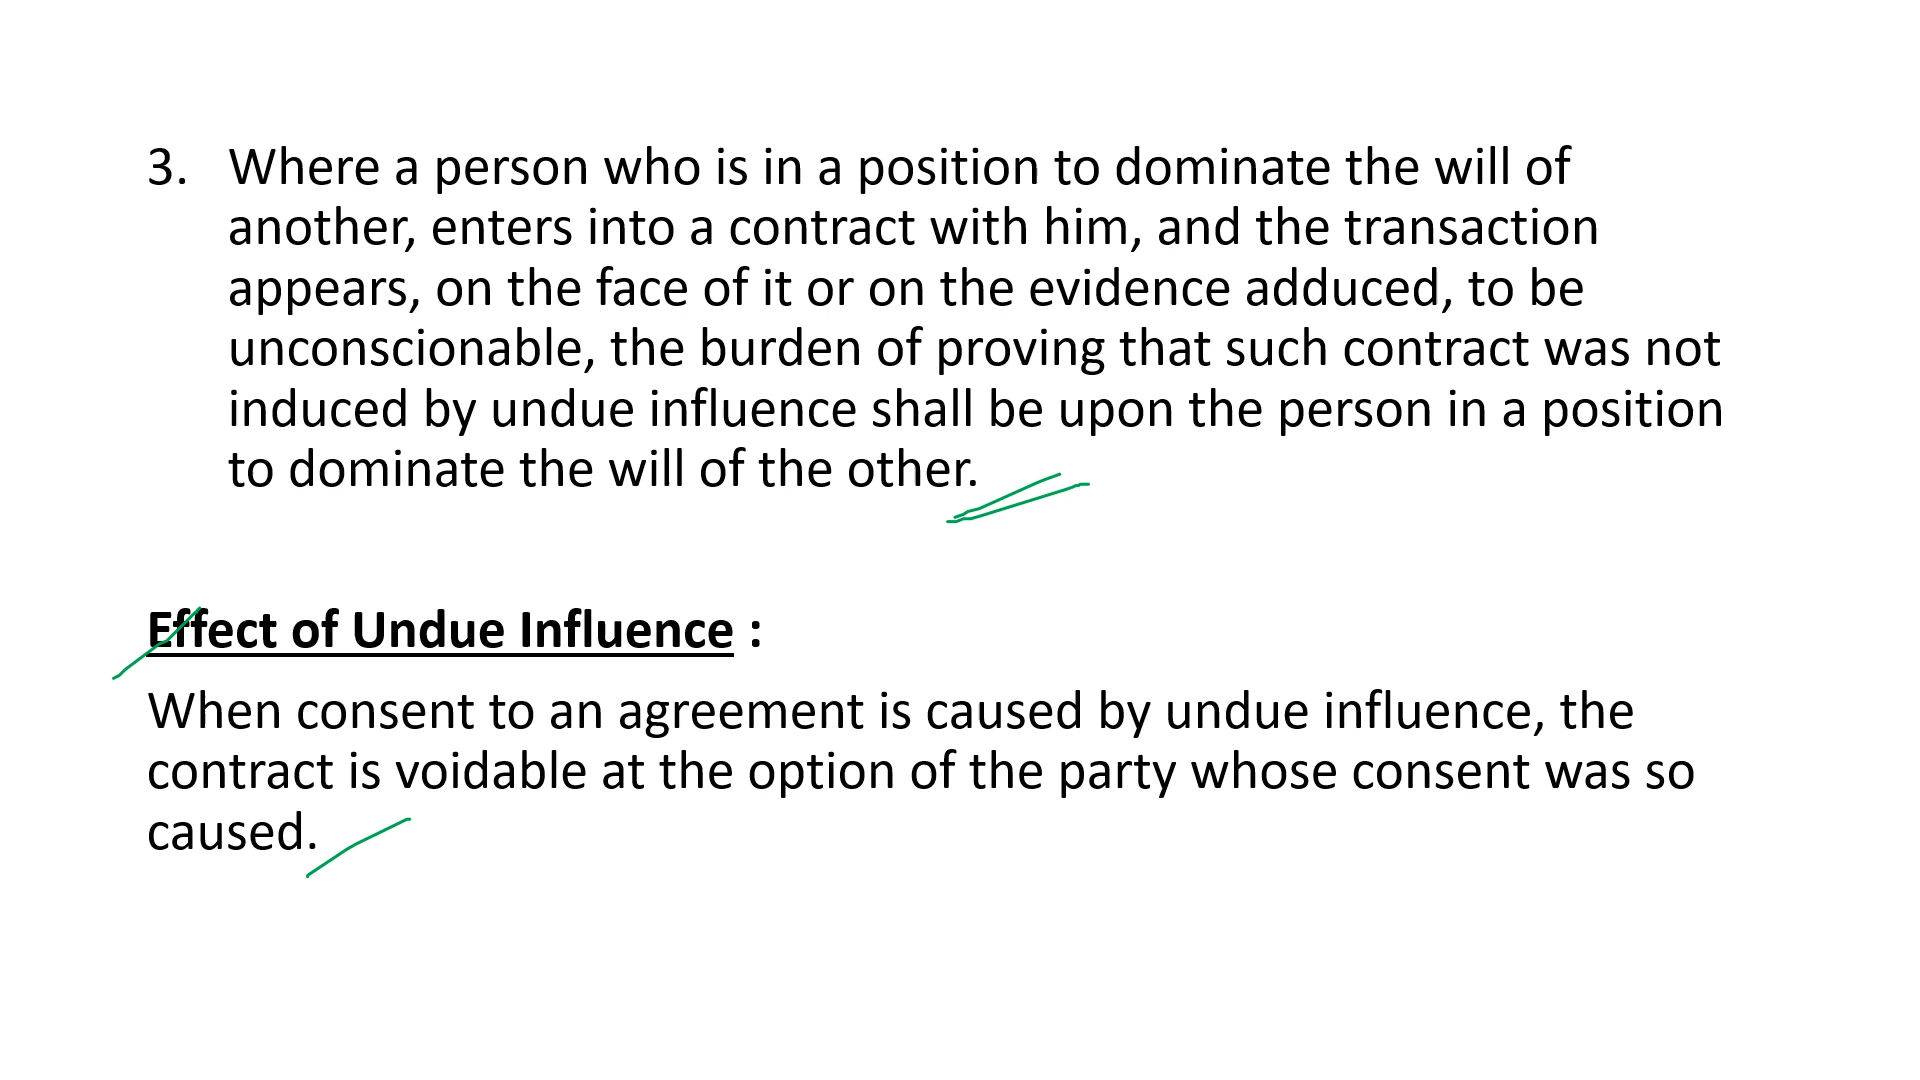 3. Where a person who is in a position to dominate the will of
another, enters into a contract with him, and the transaction
appears, on the face of it or on the evidence adduced, to be
unconscionable, the burden of proving that such contract was not
induced by undue influence shall be upon the person in a position
to dominate the will of the other.
Effect of Undue Influence :
When consent to an agreement is caused by undue influence, the
contract is voidable at the option of the party whose consent was so
caused.